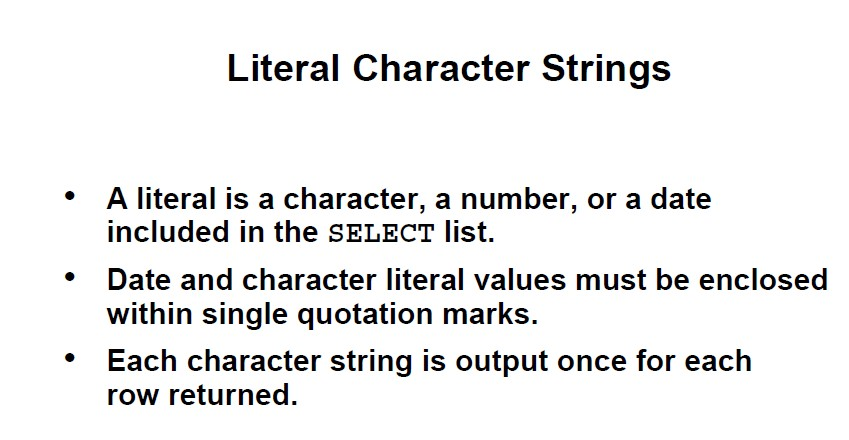 Literal Character Strings
• A literal is a character, a number, or a date
included in the SELECT list.
• Date and character literal values must be enclosed
within single quotation marks.
• Each character string is output once for each
row returned.